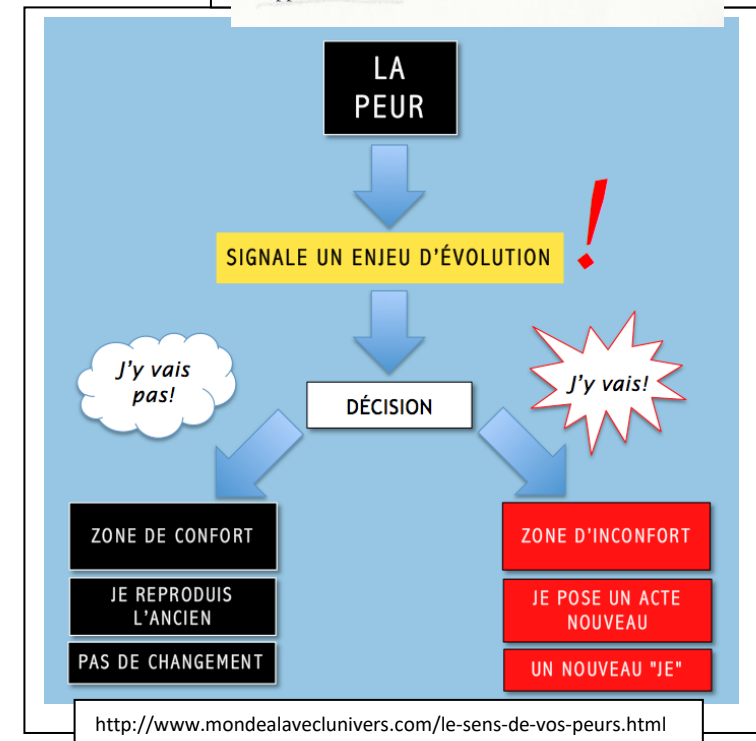 LA
PEUR
SIGNALE UN ENJEU D'ÉVOLUTION
!
J'y vais
pas!
J'y vais!
DÉCISION
ZONE DE CONFORT
ZONE D'INCONFORT
JE REPRODUIS
L'ANCIEN
JE POSE UN ACTE
NOUVEAU
PAS DE CHANGEMENT
UN NOUVEAU "JE"
http://www.mondealaveclunivers.com/le-sens-de-vos-peurs.html